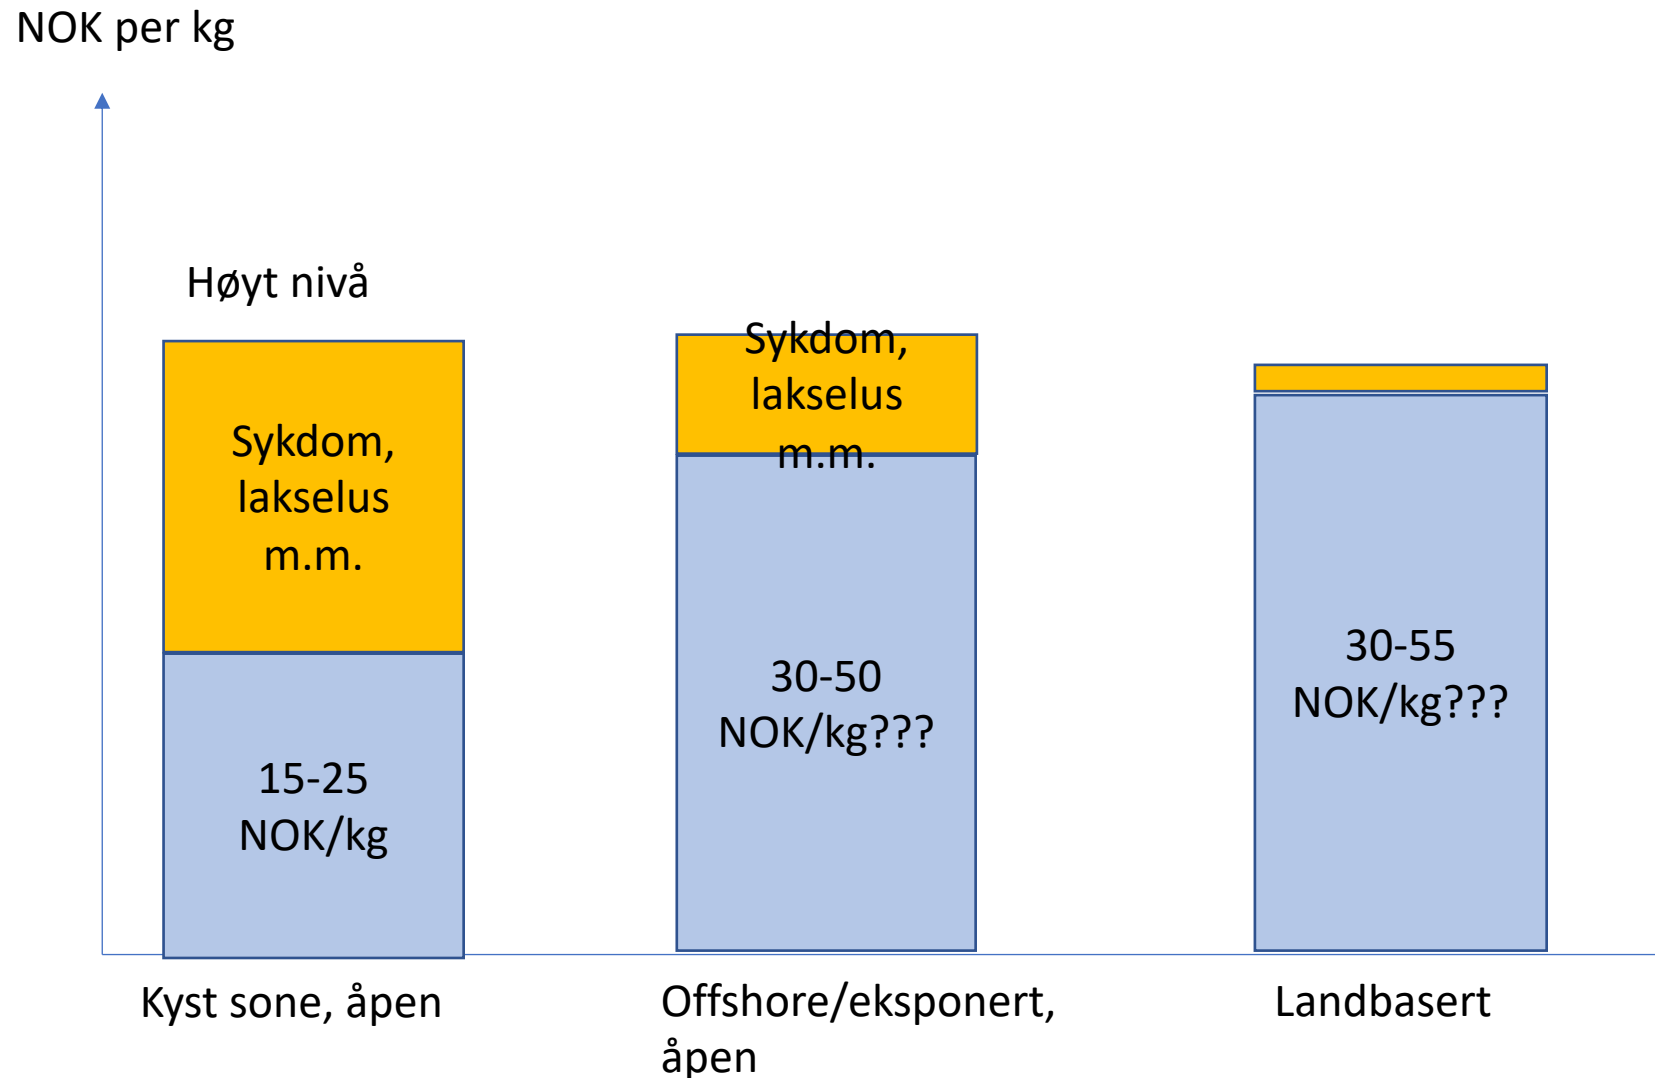 NOK per kg
Høyt nivå
Sykdom,
lakselus
m.m.
15-25
NOK/kg
Kyst sone, åpen
Sykdom,
lakselus
m.m.
30-50
NOK/kg???
Offshore/eksponert,
åpen
30-55
NOK/kg???
Landbasert